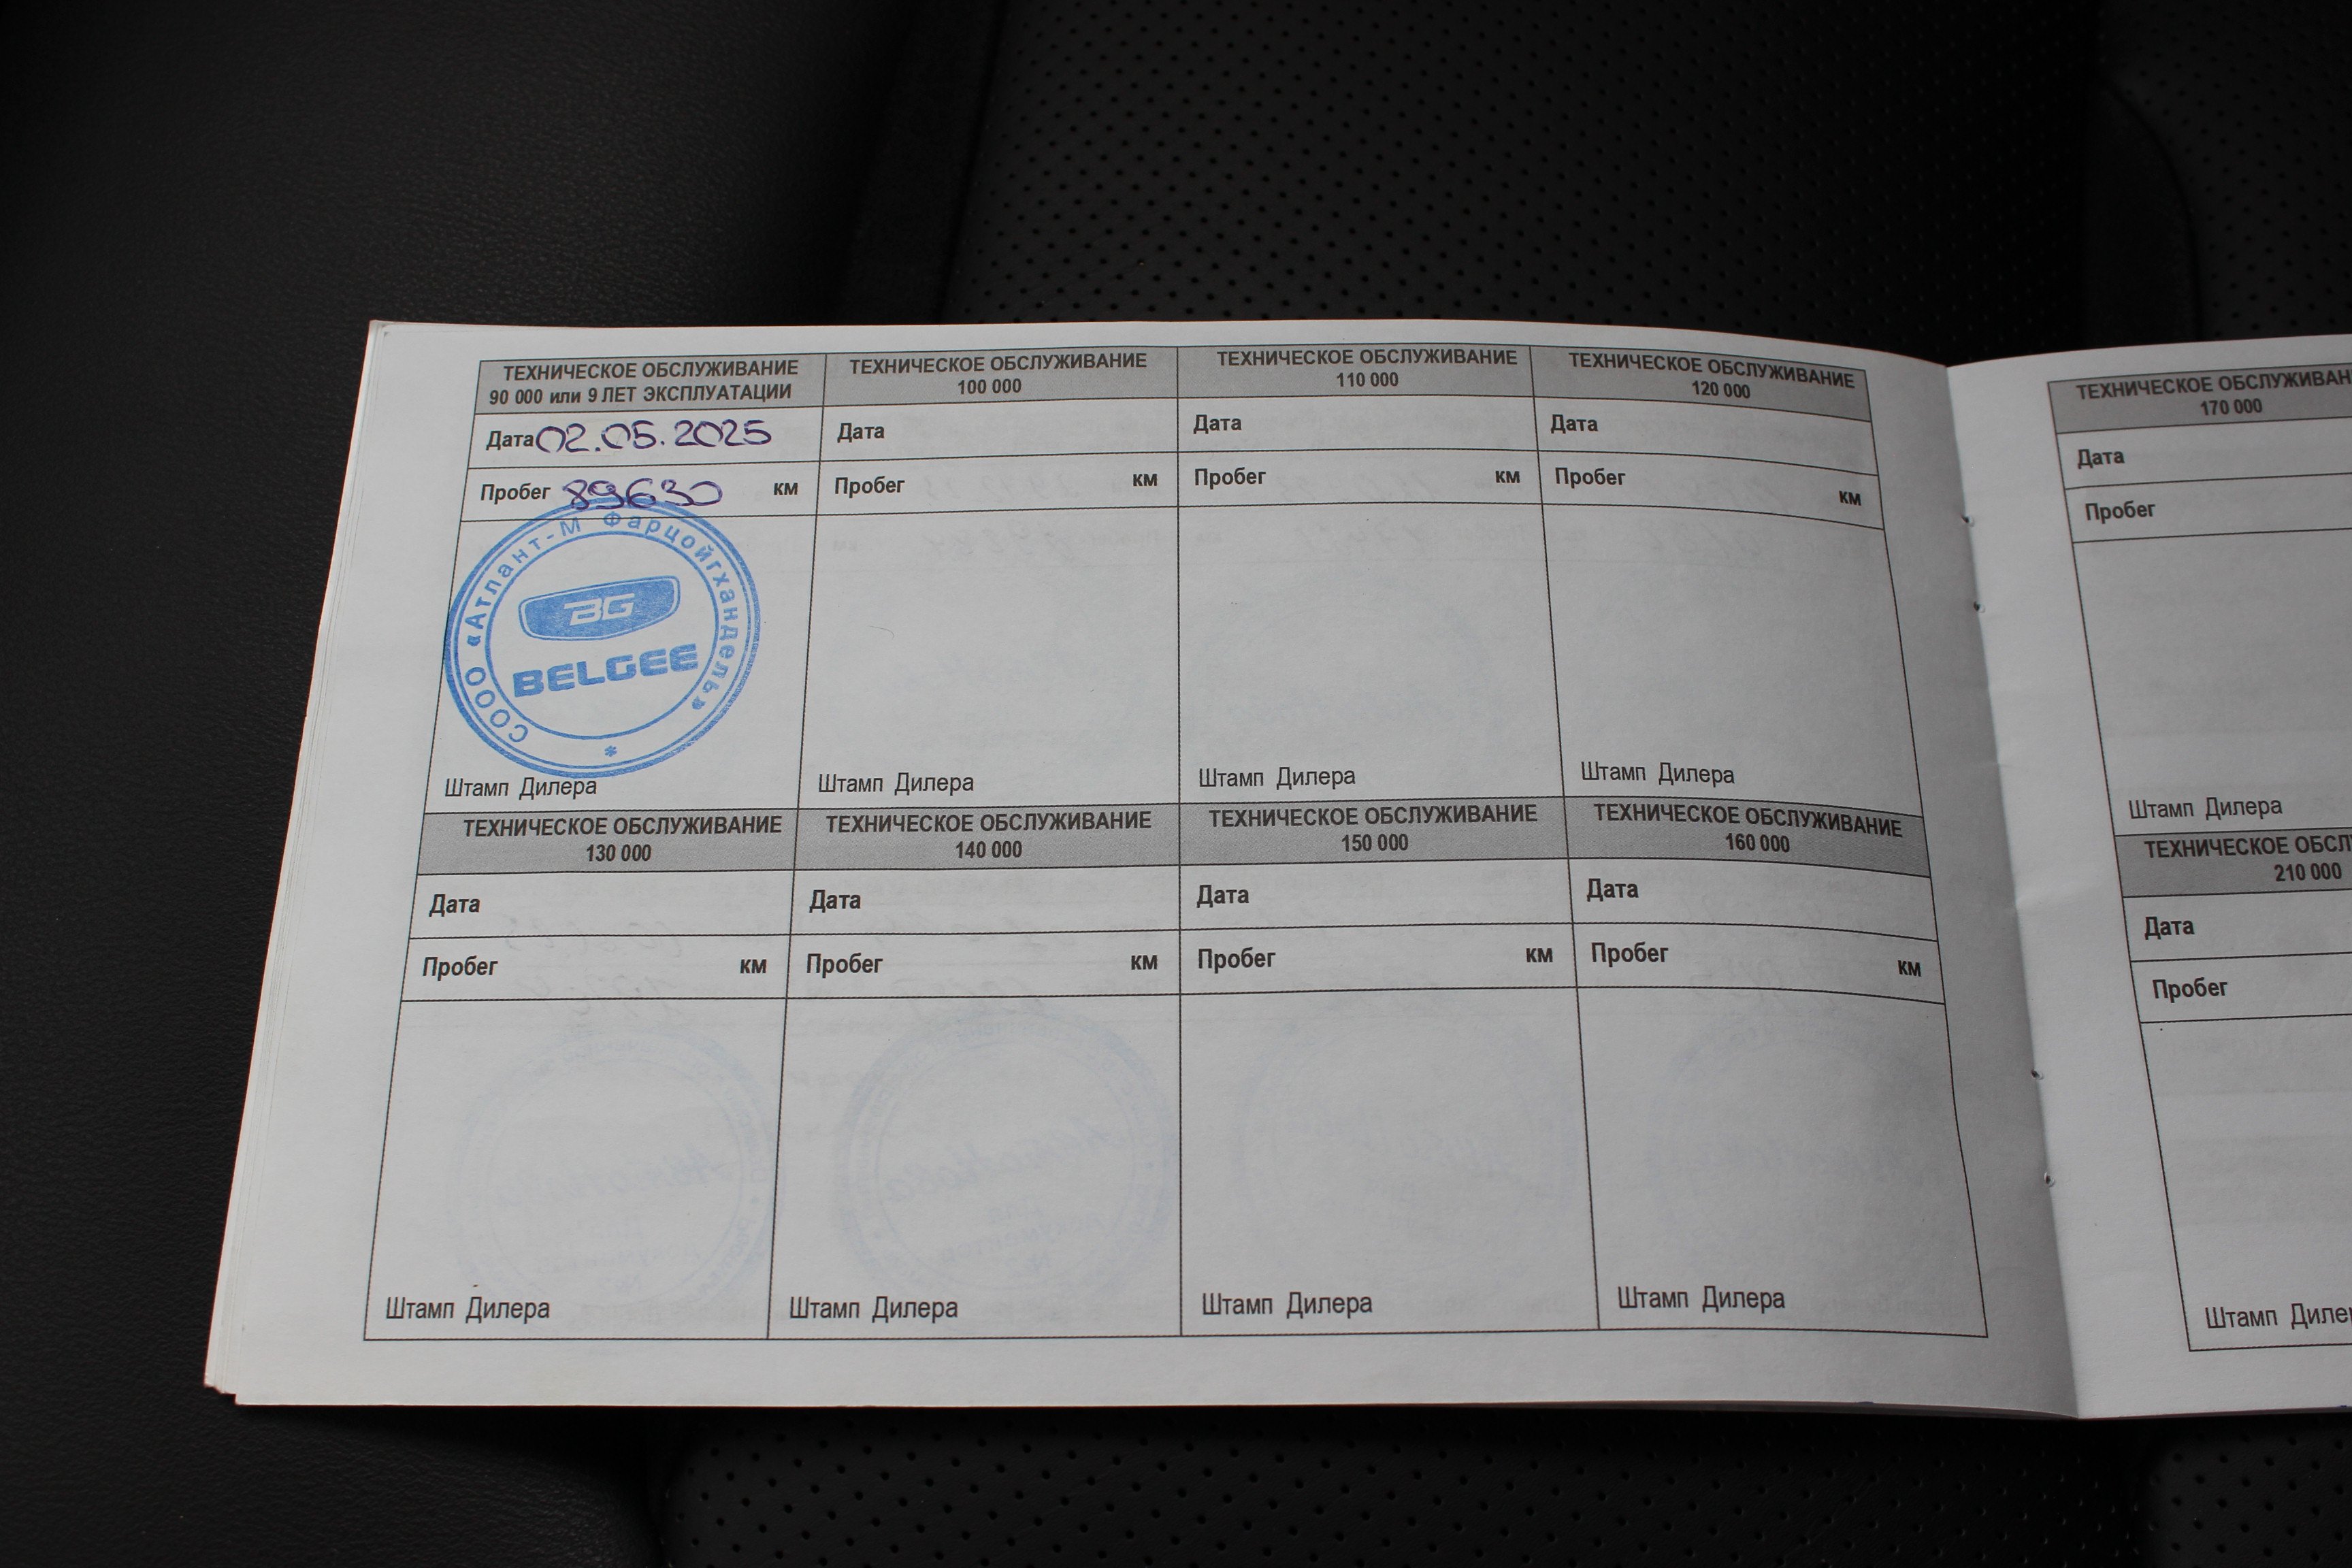 ТЕХНИЧЕСКОЕ ОБСЛУЖИВАНИЕ
90 000 или 9 ЛЕТ ЭКСПЛУАТАЦИИ
Дата 02.05.2025
Пробег 89630 км
СООО «Атлант-М Фарцойгхандель» *
BG
BELGEE
Штамп Дилера
ТЕХНИЧЕСКОЕ ОБСЛУЖИВАНИЕ
100 000
Дата
Пробег км
Штамп Дилера
ТЕХНИЧЕСКОЕ ОБСЛУЖИВАНИЕ
110 000
Дата
Пробег км
Штамп Дилера
ТЕХНИЧЕСКОЕ ОБСЛУЖИВАНИЕ
120 000
Дата
Пробег км
Штамп Дилера
ТЕХНИЧЕСКОЕ ОБСЛУЖИВАНИЕ
130 000
Дата
Пробег км
Штамп Дилера
ТЕХНИЧЕСКОЕ ОБСЛУЖИВАНИЕ
140 000
Дата
Пробег км
Штамп Дилера
ТЕХНИЧЕСКОЕ ОБСЛУЖИВАНИЕ
150 000
Дата
Пробег км
Штамп Дилера
ТЕХНИЧЕСКОЕ ОБСЛУЖИВАНИЕ
160 000
Дата
Пробег км
Штамп Дилера
ТЕХНИЧЕСКОЕ ОБСЛУЖИВАН
170 000
Дата
Пробег
Штамп Дилера
ТЕХНИЧЕСКОЕ ОБСЛ
210 000
Дата
Пробег
Штамп Диле